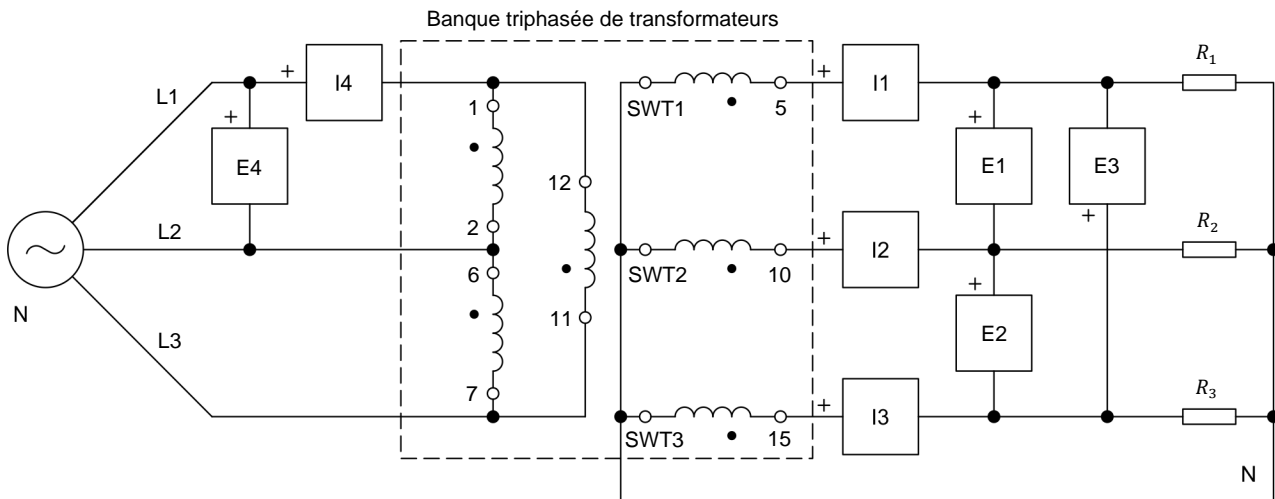 Banque triphasée de transformateurs
L1
+
I4
1
+
E4
2
12
L2
6
N
L3
7
11
SWT1
5
+
I1
R₁
+
E1
E3
+
SWT2
10
+
I2
R₂
+
E2
SWT3
15
+
I3
R₃
N